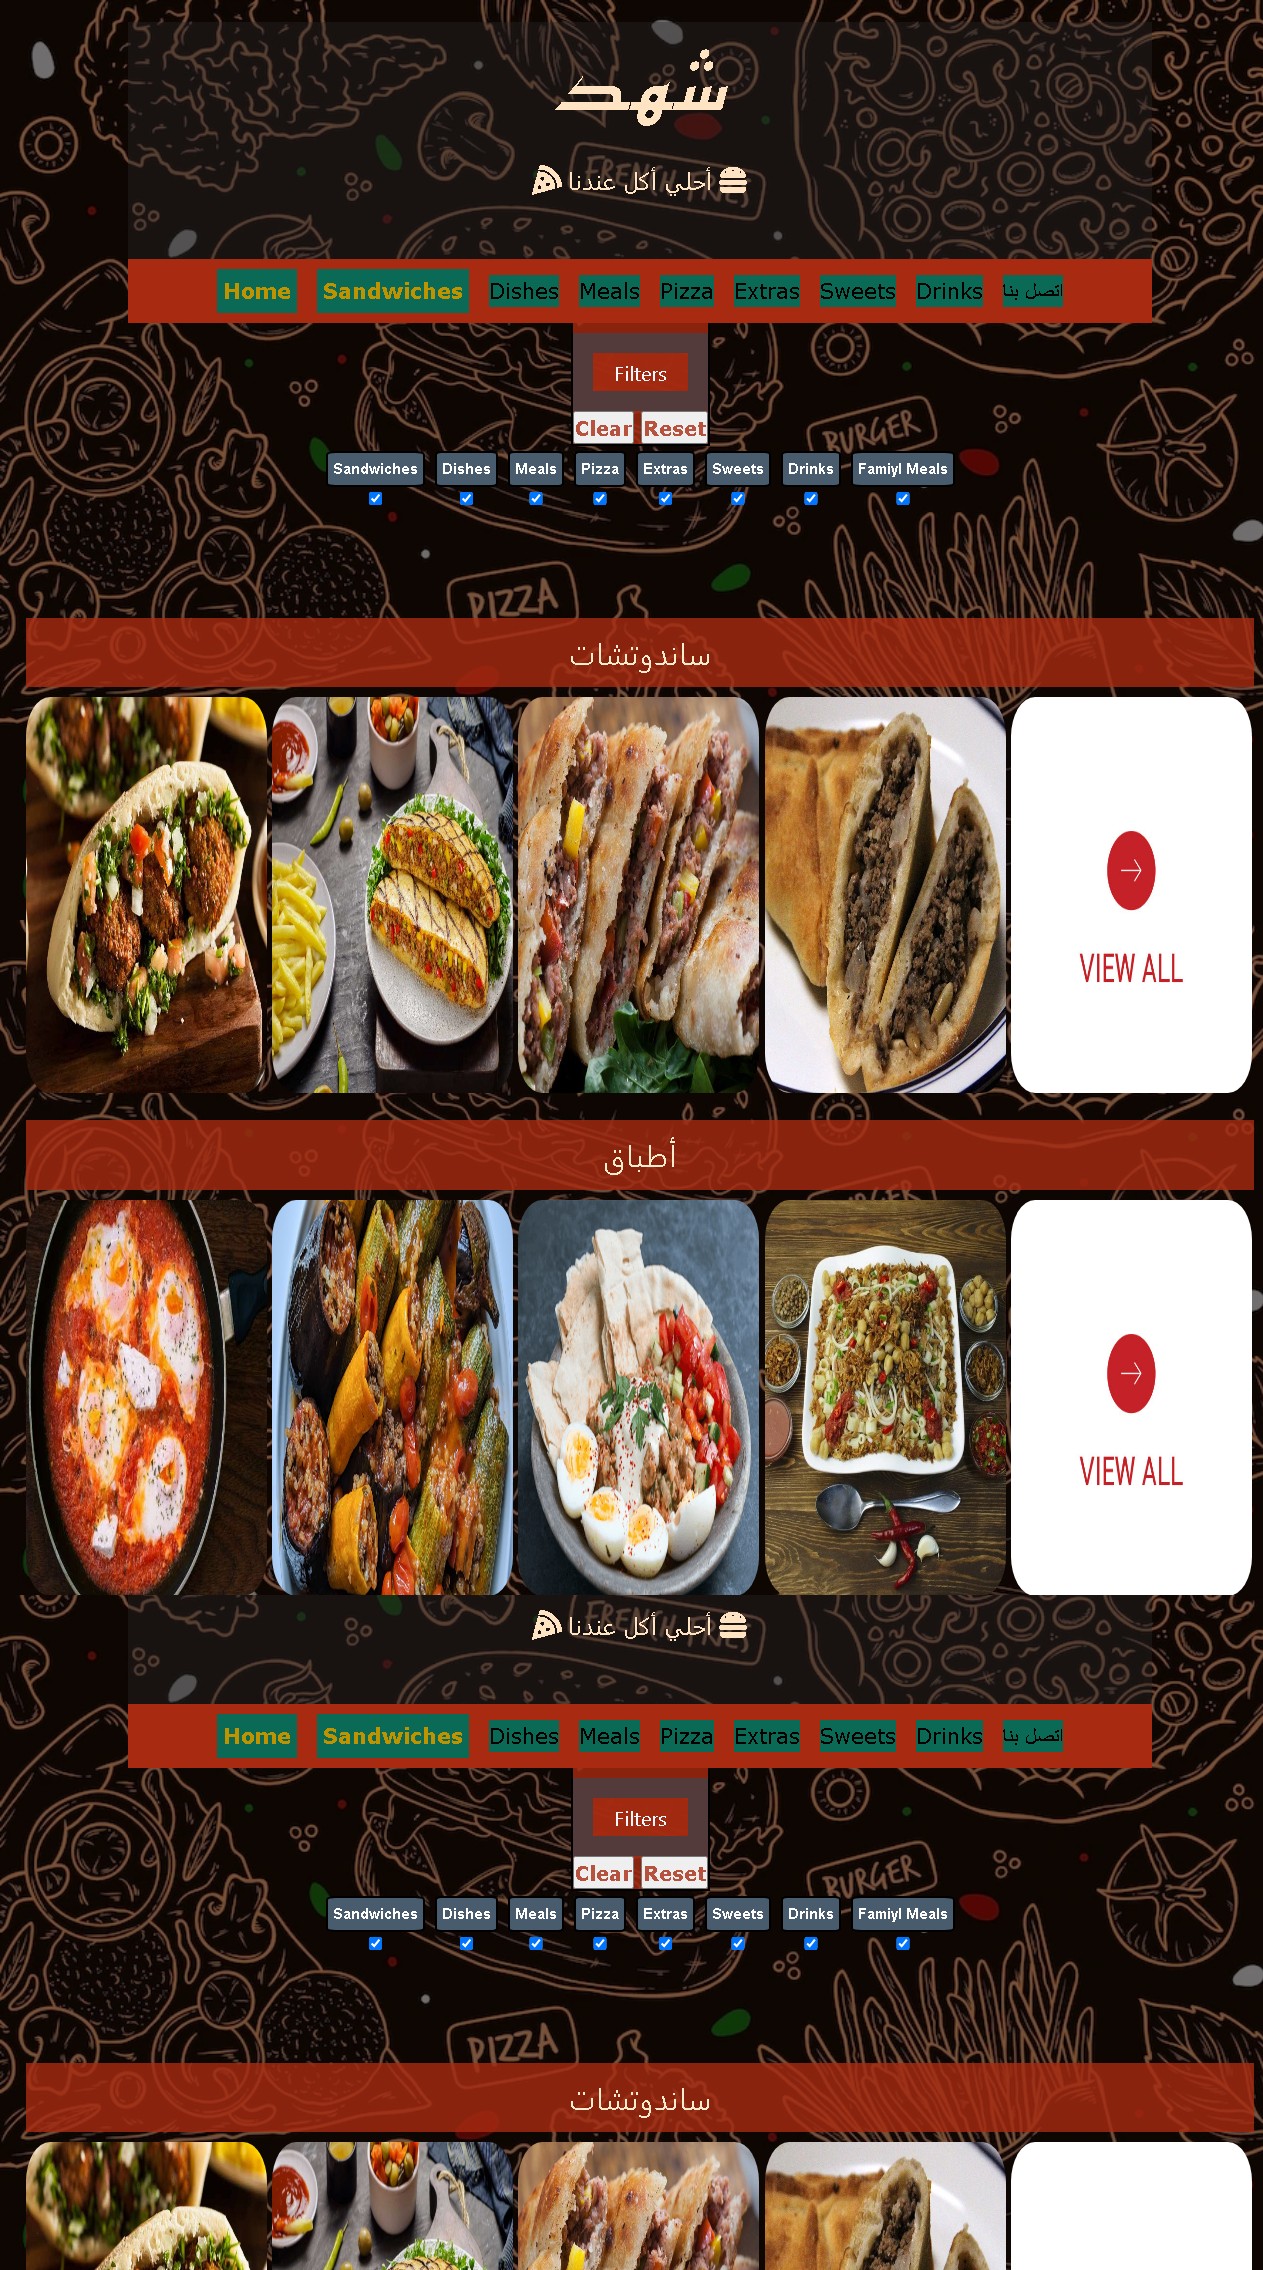 شهد
أحلي أكل عندنا
Home Sandwiches Dishes Meals Pizza Extras Sweets Drinks اتصل بنا
Filters
Clear Reset
Sandwiches Dishes Meals Pizza Extras Sweets Drinks Famiyl Meals
BURGER
PIZZA
ساندوتشات
VIEW ALL
أطباق
VIEW ALL
أحلي أكل عندنا
Home Sandwiches Dishes Meals Pizza Extras Sweets Drinks اتصل بنا
Filters
Clear Reset
BURGER
Sandwiches Dishes Meals Pizza Extras Sweets Drinks Famiyl Meals
PIZZA
ساندوتشات